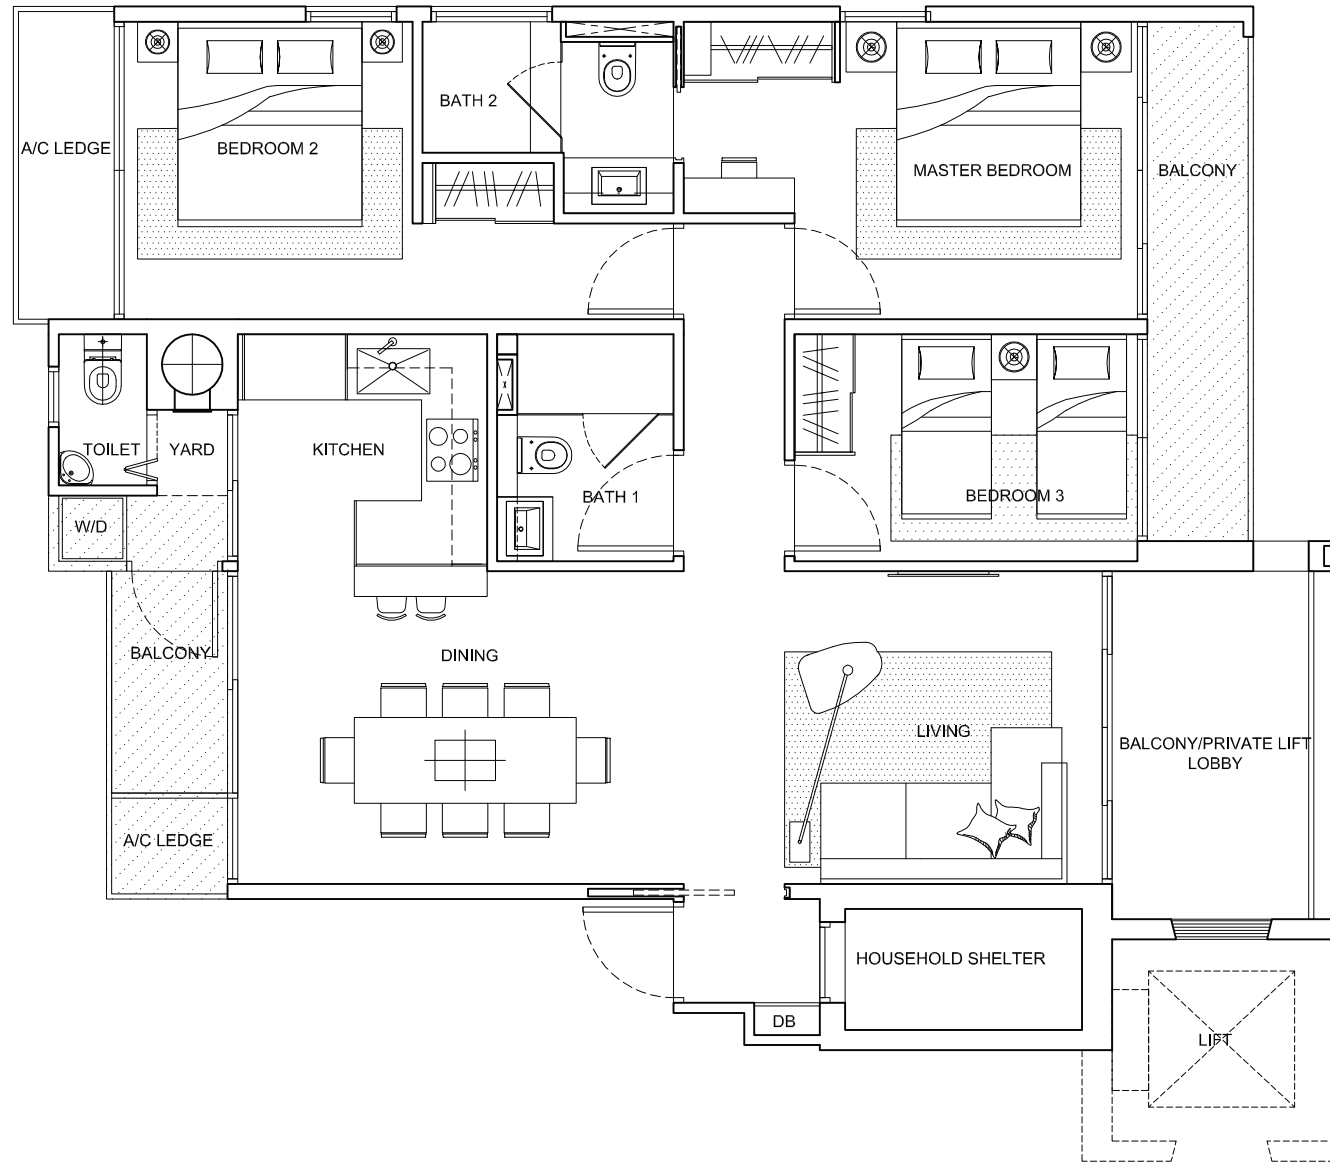 BATH 2
A/C LEDGE
BEDROOM 2
MASTER BEDROOM
BALCONY
TOILET
YARD
KITCHEN
BATH 1
BEDROOM 3
W/D
BALCONY
DINING
LIVING
BALCONY/PRIVATE LIFT
LOBBY
A/C LEDGE
HOUSEHOLD SHELTER
DB
LIFT